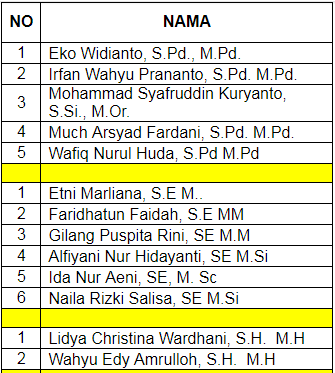 NO NAMA
1 Eko Widianto, S.Pd., M.Pd.
2 Irfan Wahyu Prananto, S.Pd. M.Pd.
3 Mohammad Syafruddin Kuryanto,
S.Si., M.Or.
4 Much Arsyad Fardani, S.Pd. M.Pd.
5 Wafiq Nurul Huda, S.Pd M.Pd
1 Etni Marliana, S.E M..
2 Faridhatun Faidah, S.E MM
3 Gilang Puspita Rini, SE M.M
4 Alfiyani Nur Hidayanti, SE M.Si
5 Ida Nur Aeni, SE, M. Sc
6 Naila Rizki Salisa, SE M.Si
1 Lidya Christina Wardhani, S.H. M.H
2 Wahyu Edy Amrulloh, S.H. M.H